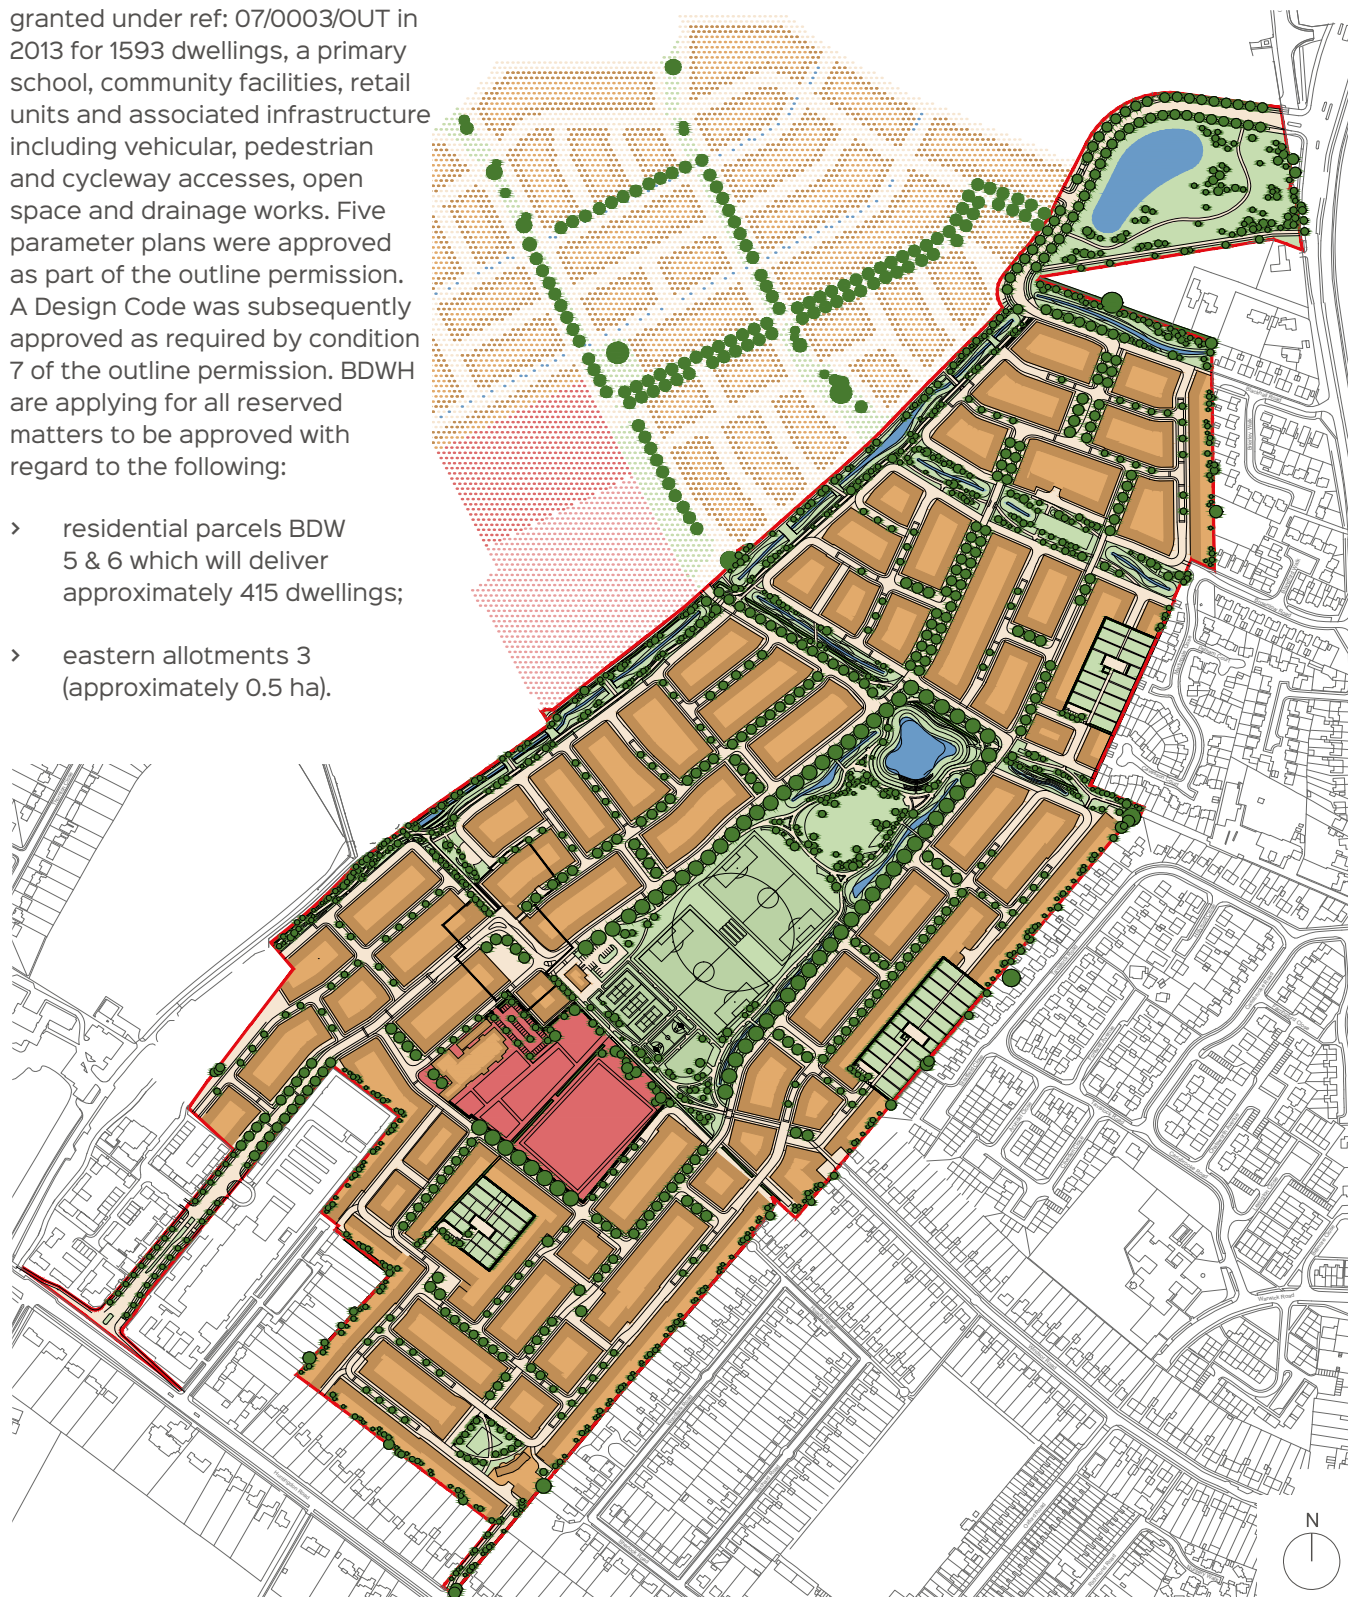 granted under ref: 07/0003/OUT in
2013 for 1593 dwellings, a primary
school, community facilities, retail
units and associated infrastructure
including vehicular, pedestrian
and cycleway accesses, open
space and drainage works. Five
parameter plans were approved
as part of the outline permission.
A Design Code was subsequently
approved as required by condition
7 of the outline permission. BDWH
are applying for all reserved
matters to be approved with
regard to the following:
› residential parcels BDW
5 & 6 which will deliver
approximately 415 dwellings;
› eastern allotments 3
(approximately 0.5 ha).
Warwick Road
Huntingdon Road
N